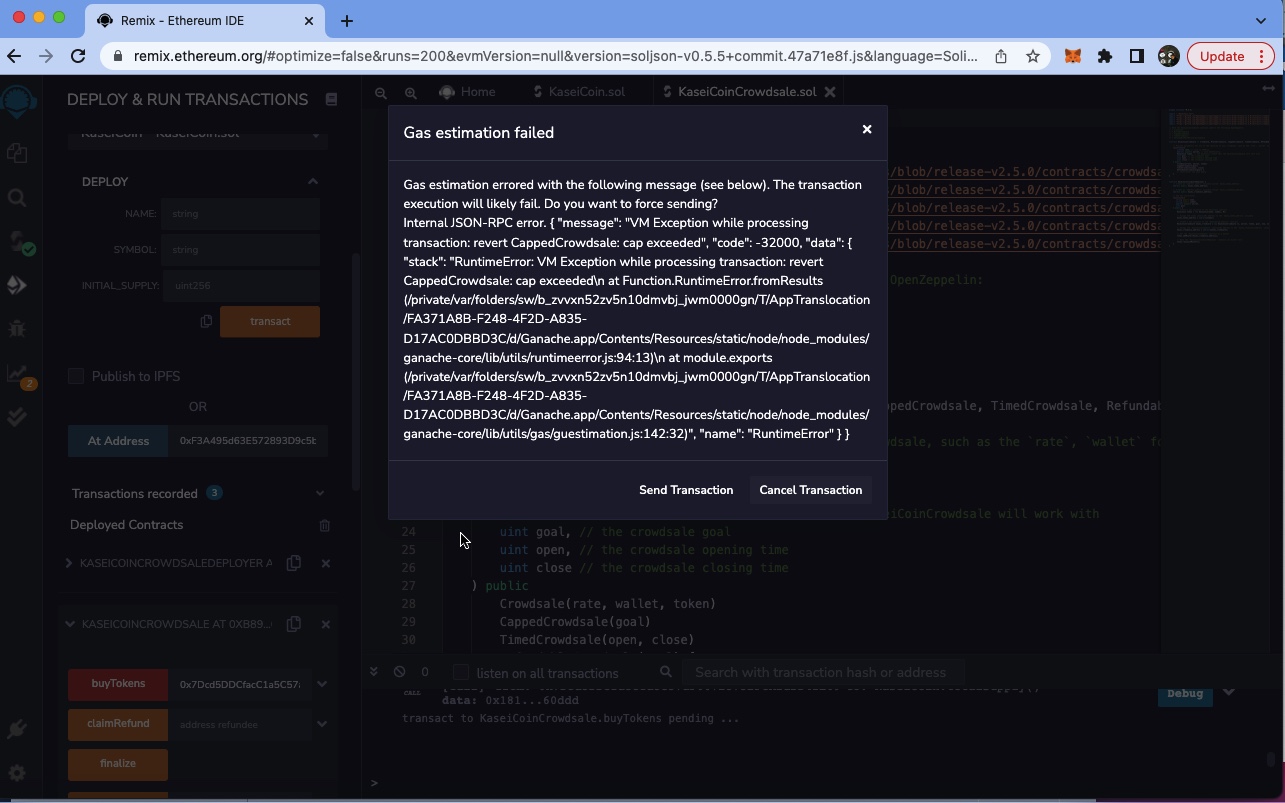 Remix - Ethereum IDE
remix.ethereum.org/#optimize=false&runs=200&evmVersion=null&version=soljson-v0.5.5+commit.47a71e8f.js&language=Soli...
Update
DEPLOY & RUN TRANSACTIONS
Home
KaseiCoin.sol
KaseiCoinCrowdsale.sol
KaseiCoin - KaseiCoin.sol
DEPLOY
NAME: string
SYMBOL: string
INITIAL_SUPPLY: uint256
transact
Publish to IPFS
OR
At Address
0xF3A495d63E572893D9c5b
Transactions recorded 3
Deployed Contracts
KASEICOINCROWDSALEDEPLOYER A
KASEICOINCROWDSALE AT 0XB89...
buyTokens
0x7Dcd5DDCfacC1a5C57
claimRefund
address refundee
finalize
2
Gas estimation failed
Gas estimation errored with the following message (see below). The transaction
execution will likely fail. Do you want to force sending?
Internal JSON-RPC error. { "message": "VM Exception while processing
transaction: revert CappedCrowdsale: cap exceeded", "code": -32000, "data": {
"stack": "RuntimeError: VM Exception while processing transaction: revert
CappedCrowdsale: cap exceeded\n at Function.RuntimeError.fromResults
(/private/var/folders/sw/b_zvvxn52zv5n10dmvbj_jwm0000gn/T/AppTranslocation
/FA371A8B-F248-4F2D-A835-
D17AC0DBBD3C/d/Ganache.app/Contents/Resources/static/node/node_modules/
ganache-core/lib/utils/runtimeerror.js:94:13)\n at module.exports
(/private/var/folders/sw/b_zvvxn52zv5n10dmvbj_jwm0000gn/T/AppTranslocation
/FA371A8B-F248-4F2D-A835-
D17AC0DBBD3C/d/Ganache.app/Contents/Resources/static/node/node_modules/
ganache-core/lib/utils/gas/guestimation.js:142:32)", "name": "RuntimeError" } }
Send Transaction
Cancel Transaction
/blob/release-v2.5.0/contracts/crowdsa
/blob/release-v2.5.0/contracts/crowdsa
/blob/release-v2.5.0/contracts/crowdsa
/blob/release-v2.5.0/contracts/crowdsa
/blob/release-v2.5.0/contracts/crowdsa
OpenZeppelin:
pedCrowdsale, TimedCrowdsale, Refundab
dsale, such as the `rate`, `wallet` fo
eiCoinCrowdsale will work with
24 uint goal, // the crowdsale goal
25 uint open, // the crowdsale opening time
26 uint close // the crowdsale closing time
27 ) public
28 Crowdsale(rate, wallet, token)
29 CappedCrowdsale(goal)
30 TimedCrowdsale(open, close)
0
listen on all transactions
Search with transaction hash or address
data: 0x181...60ddd
Debug
transact to KaseiCoinCrowdsale.buyTokens pending ...
>